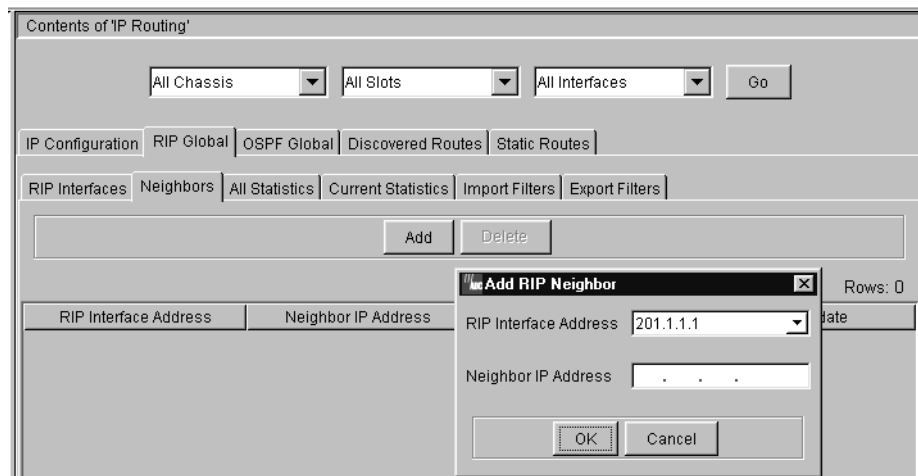 Contents of 'IP Routing'
All Chassis All Slots All Interfaces Go
IP Configuration RIP Global OSPF Global Discovered Routes Static Routes
RIP Interfaces Neighbors All Statistics Current Statistics Import Filters Export Filters
Add Delete
Rows: 0
RIP Interface Address Neighbor IP Address
Add RIP Neighbor
RIP Interface Address 201.1.1.1
Neighbor IP Address . . .
OK Cancel